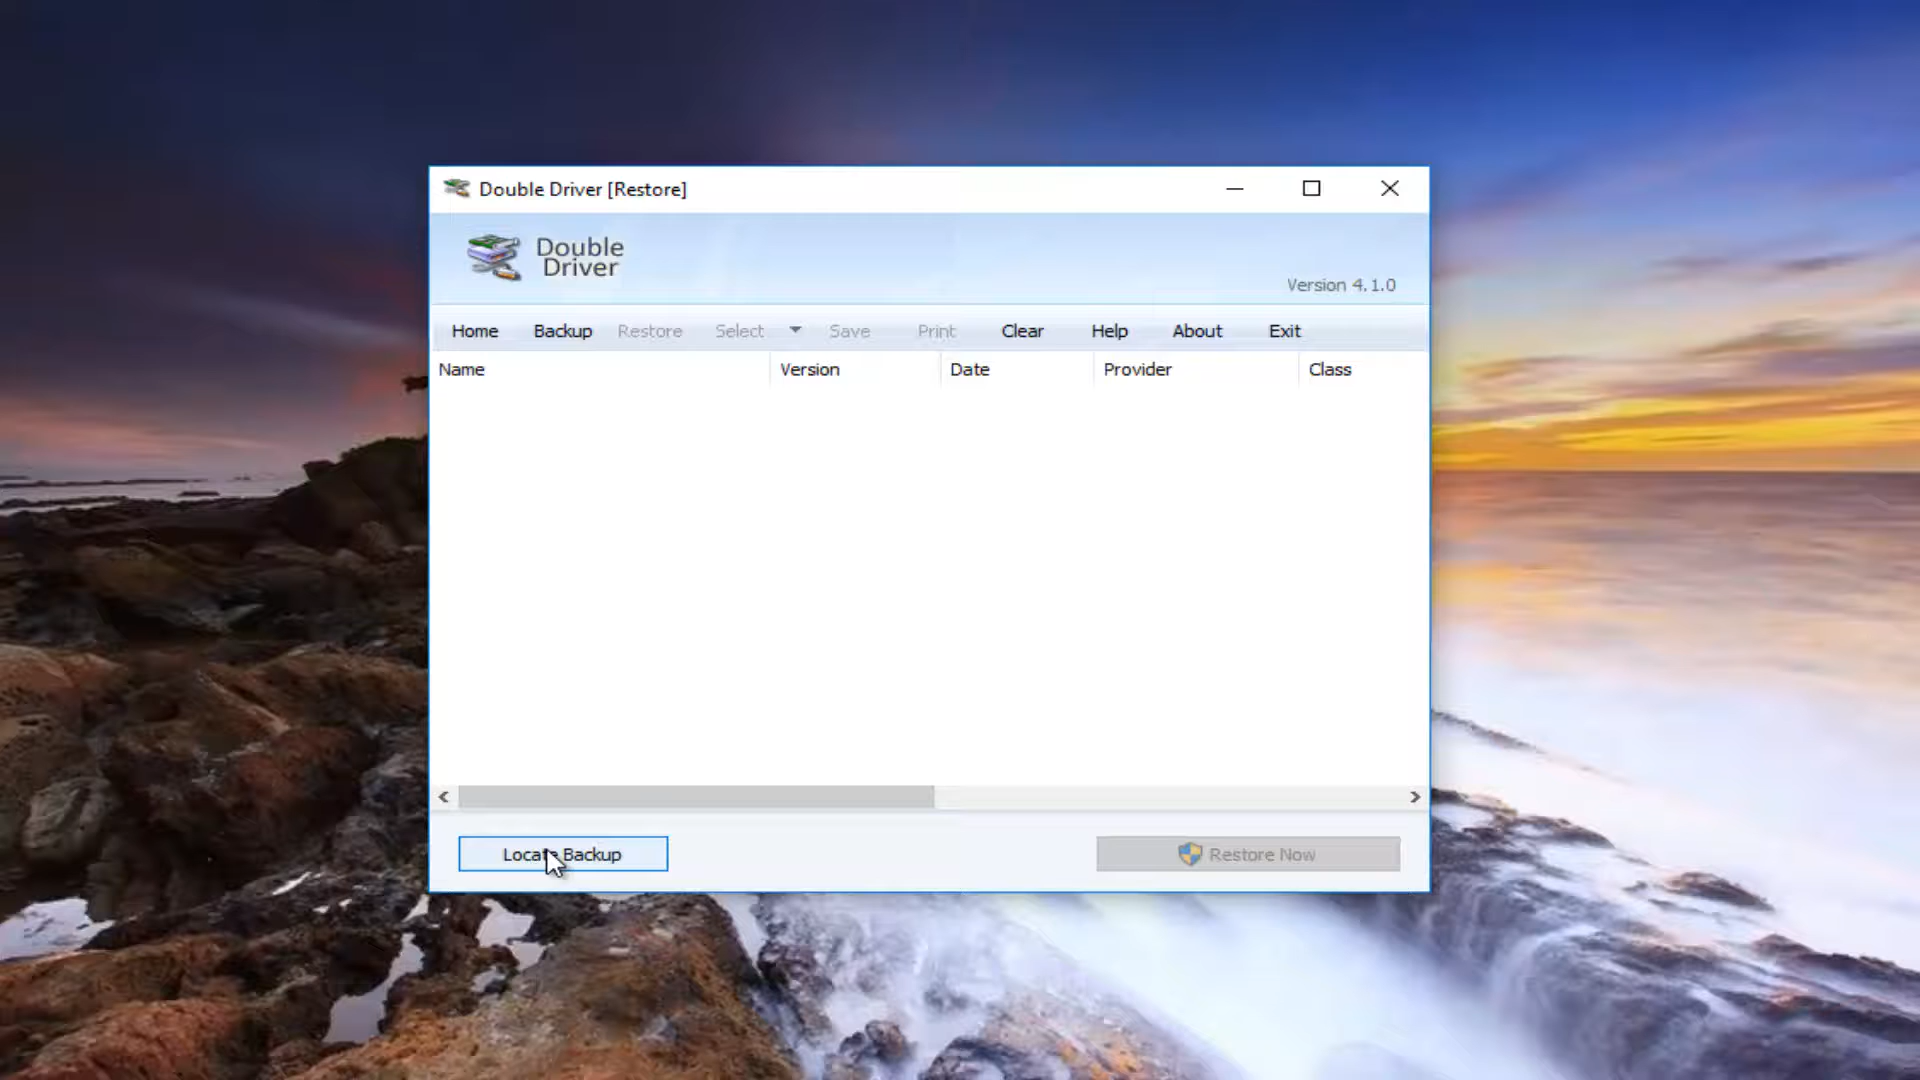 Double Driver [Restore]
Double
Driver
Version 4.1.0
Home Backup Restore Select Save Print Clear Help About Exit
Name Version Date Provider Class
Locate Backup Restore Now